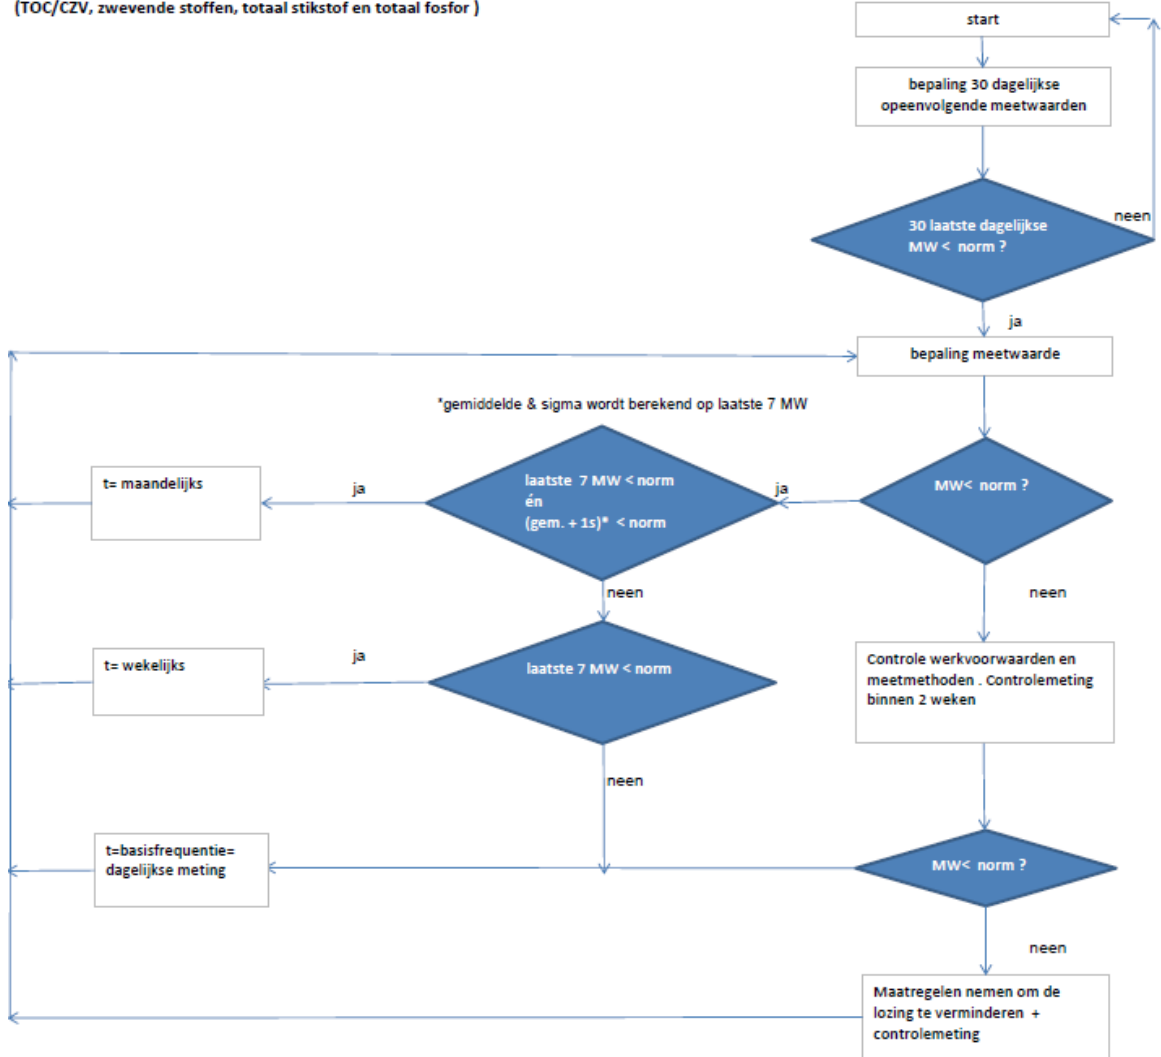 (TOC/CZV, zwevende stoffen, totaal stikstof en totaal fosfor )
start
bepaling 30 dagelijkse
opeenvolgende meetwaarden
30 laatste dagelijkse
MW < norm ?
neen
ja
bepaling meetwaarde
*gemiddelde & sigma wordt berekend op laatste 7 MW
MW< norm ?
ja
laatste 7 MW < norm
én
(gem. + 1s)* < norm
ja
t= maandelijks
neen
neen
laatste 7 MW < norm
ja
t= wekelijks
Controle werkvoorwaarden en
meetmethoden . Controlemeting
binnen 2 weken
neen
t=basisfrequentie=
dagelijkse meting
MW< norm ?
neen
Maatregelen nemen om de
lozing te verminderen +
controlemeting